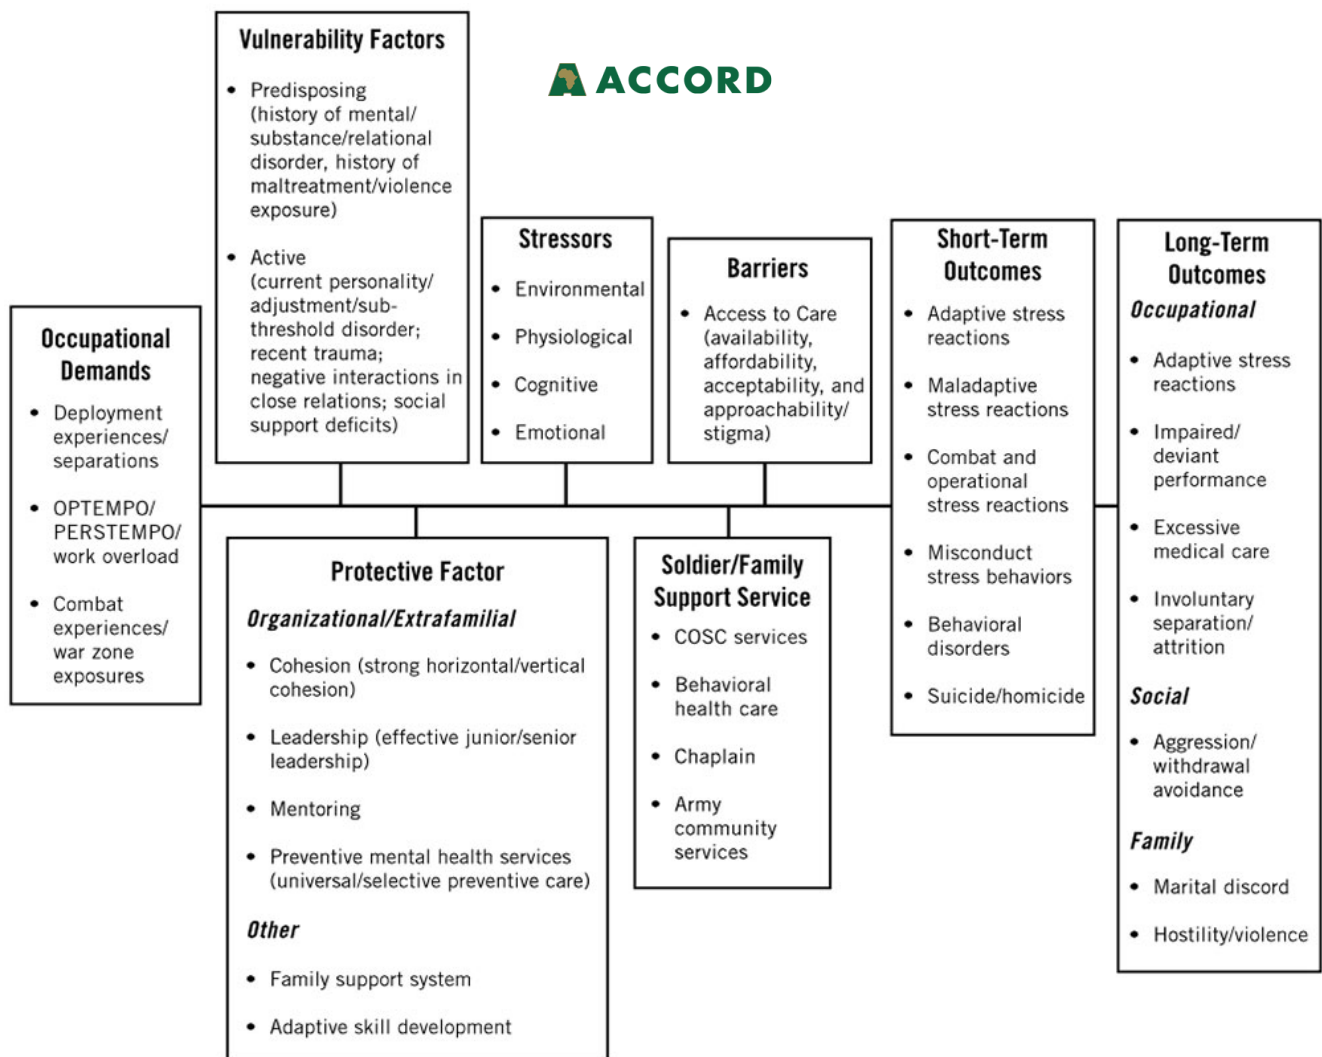 Vulnerability Factors
• Predisposing
(history of mental/
substance/relational
disorder, history of
maltreatment/violence
exposure)
• Active
(current personality/
adjustment/sub-
threshold disorder;
recent trauma;
negative interactions in
close relations; social
support deficits)
ACCORD
Occupational
Demands
• Deployment
experiences/
separations
• OPTEMPO/
PERSTEMPO/
work overload
• Combat
experiences/
war zone
exposures
Stressors
• Environmental
• Physiological
• Cognitive
• Emotional
Barriers
• Access to Care
(availability,
affordability,
acceptability, and
approachability/
stigma)
Short-Term
Outcomes
• Adaptive stress
reactions
• Maladaptive
stress reactions
• Combat and
operational
stress reactions
• Misconduct
stress behaviors
• Behavioral
disorders
• Suicide/homicide
Long-Term
Outcomes
Occupational
• Adaptive stress
reactions
• Impaired/
deviant
performance
• Excessive
medical care
• Involuntary
separation/
attrition
Social
• Aggression/
withdrawal
avoidance
Family
• Marital discord
• Hostility/violence
Protective Factor
Organizational/Extrafamilial
• Cohesion (strong horizontal/vertical
cohesion)
• Leadership (effective junior/senior
leadership)
• Mentoring
• Preventive mental health services
(universal/selective preventive care)
Other
• Family support system
• Adaptive skill development
Soldier/Family
Support Service
• COSC services
• Behavioral
health care
• Chaplain
• Army
community
services